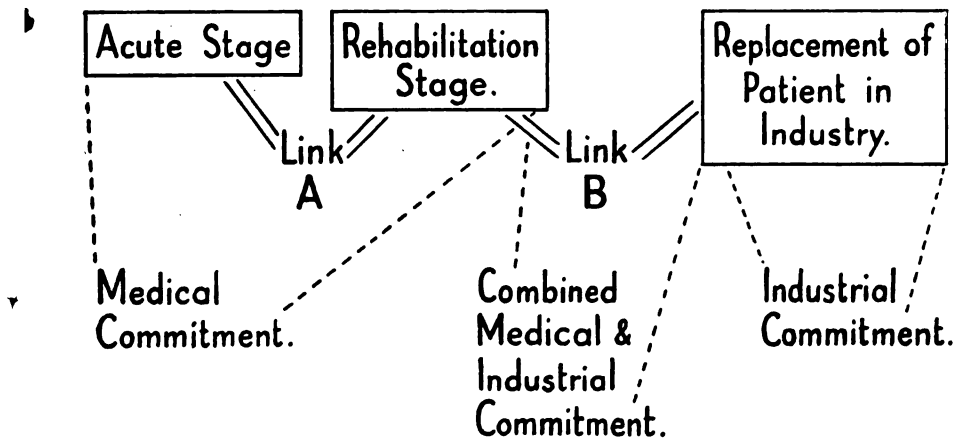 Acute Stage
Rehabilitation
Stage.
Replacement of
Patient in
Industry.
Link
A
Link
B
Medical
Commitment.
Combined
Medical &
Industrial
Commitment.
Industrial
Commitment.